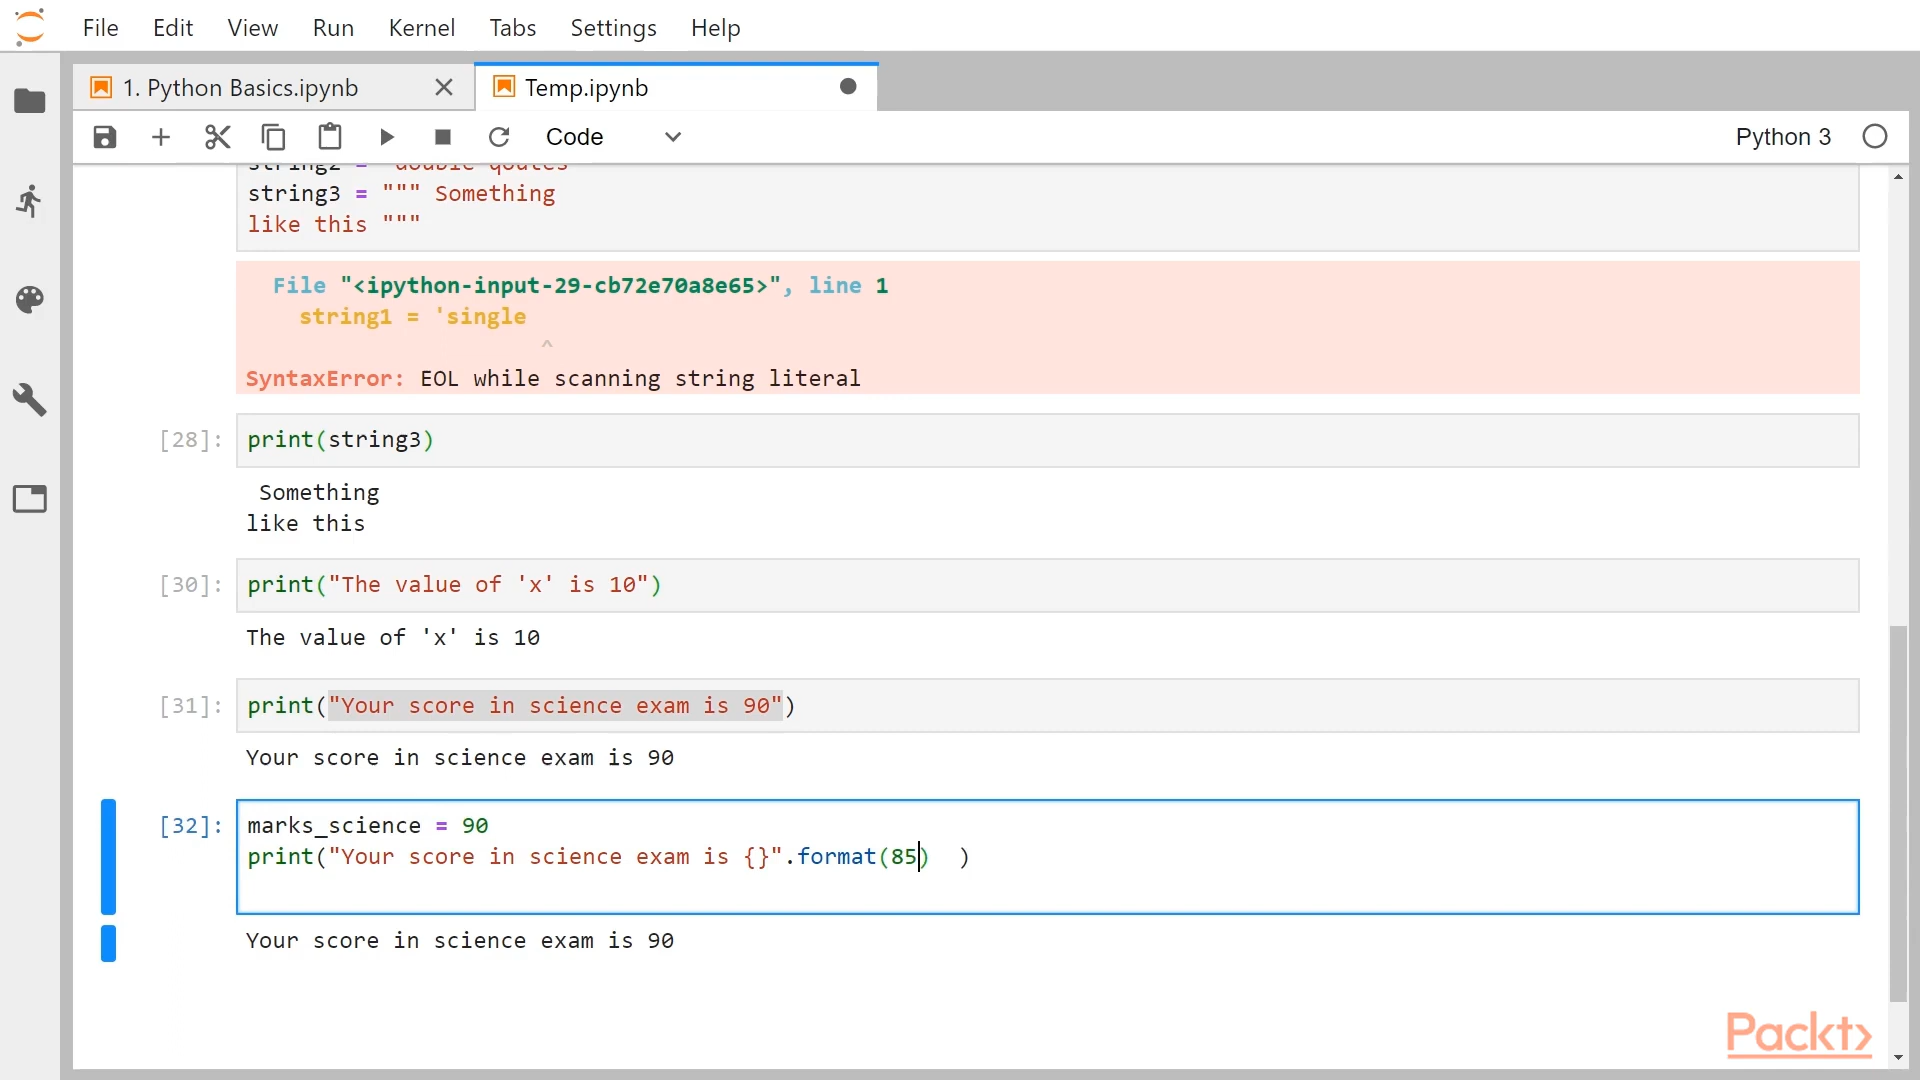 File Edit View Run Kernel Tabs Settings Help
1. Python Basics.ipynb Temp.ipynb
Code Python 3
string2 = "double qoutes
string3 = """ Something
like this """
File "<ipython-input-29-cb72e70a8e65>", line 1
string1 = 'single
^
SyntaxError: EOL while scanning string literal
[28]: print(string3)
Something
like this
[30]: print("The value of 'x' is 10")
The value of 'x' is 10
[31]: print("Your score in science exam is 90")
Your score in science exam is 90
[32]: marks_science = 90
print("Your score in science exam is {}".format(85)  )
Your score in science exam is 90
Packt>